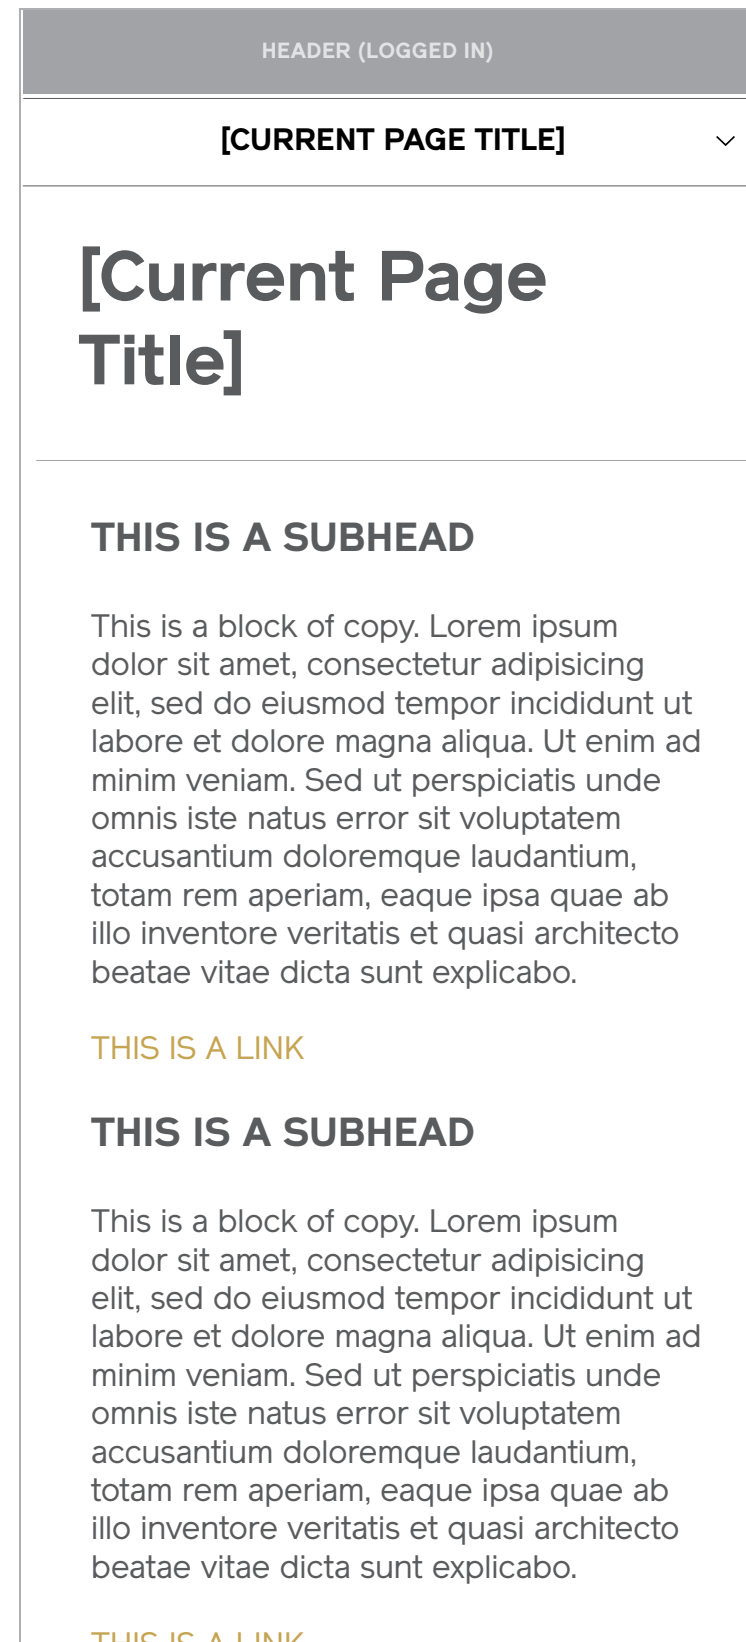 HEADER (LOGGED IN)
[CURRENT PAGE TITLE]
[Current Page
Title]
THIS IS A SUBHEAD
This is a block of copy. Lorem ipsum
dolor sit amet, consectetur adipisicing
elit, sed do eiusmod tempor incididunt ut
labore et dolore magna aliqua. Ut enim ad
minim veniam. Sed ut perspiciatis unde
omnis iste natus error sit voluptatem
accusantium doloremque laudantium,
totam rem aperiam, eaque ipsa quae ab
illo inventore veritatis et quasi architecto
beatae vitae dicta sunt explicabo.
THIS IS A LINK
THIS IS A SUBHEAD
This is a block of copy. Lorem ipsum
dolor sit amet, consectetur adipisicing
elit, sed do eiusmod tempor incididunt ut
labore et dolore magna aliqua. Ut enim ad
minim veniam. Sed ut perspiciatis unde
omnis iste natus error sit voluptatem
accusantium doloremque laudantium,
totam rem aperiam, eaque ipsa quae ab
illo inventore veritatis et quasi architecto
beatae vitae dicta sunt explicabo.
THIS IS A LINK